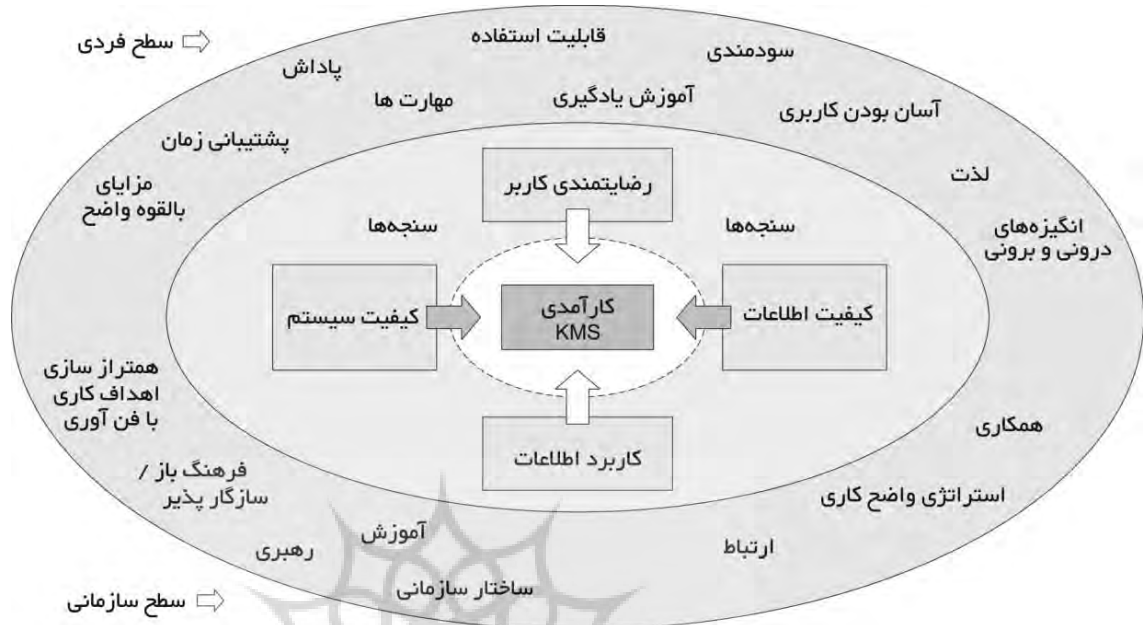 سطح فردی
قابلیت استفاده
سودمندی
پاداش
مهارت ها
آموزش یادگیری
آسان بودن کاربری
پشتیبانی زمان
لذت
مزایای
بالقوه واضح
انگیزه‌های
درونی و برونی
رضایتمندی کاربر
سنجه‌ها
سنجه‌ها
کیفیت اطلاعات
کارآمدی
KMS
کیفیت سیستم
کاربرد اطلاعات
همتراز سازی
اهداف کاری
با فن آوری
همکاری
فرهنگ باز /
سازگار پذیر
استراتژی واضح کاری
آموزش
رهبری
ارتباط
ساختار سازمانی
سطح سازمانی